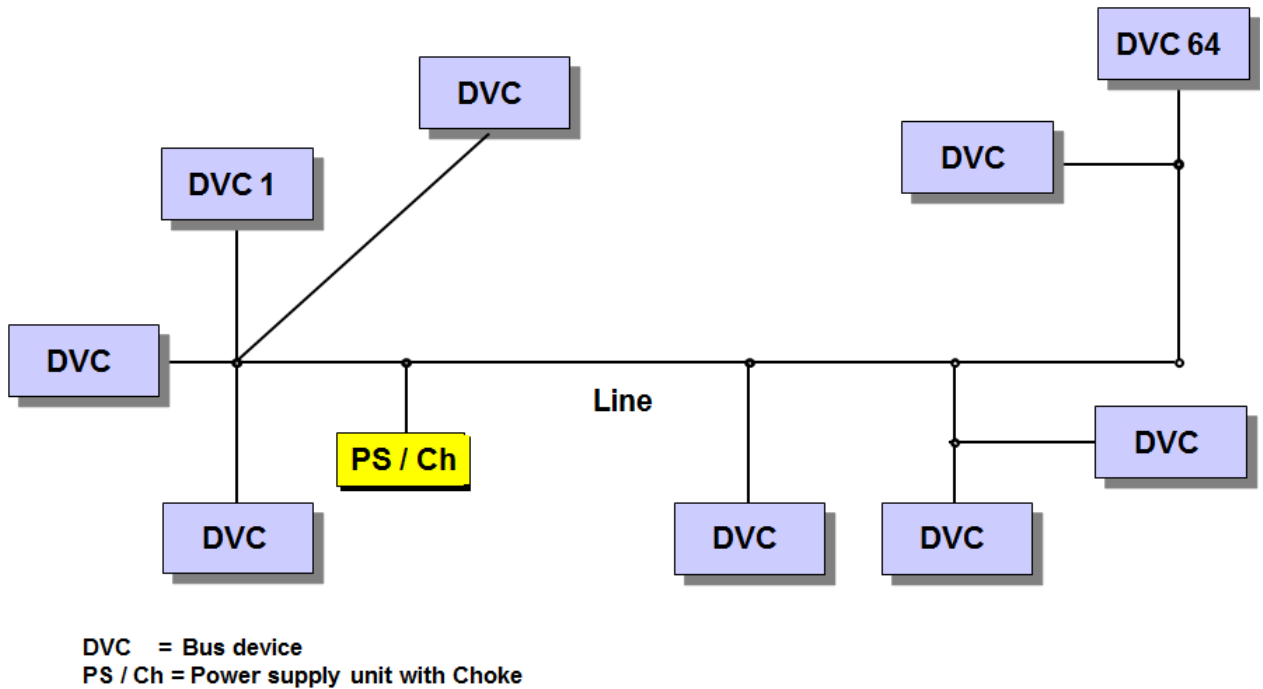 DVC 64
DVC
DVC
DVC 1
DVC
Line
DVC
PS / Ch
DVC
DVC
DVC
DVC = Bus device
PS / Ch = Power supply unit with Choke